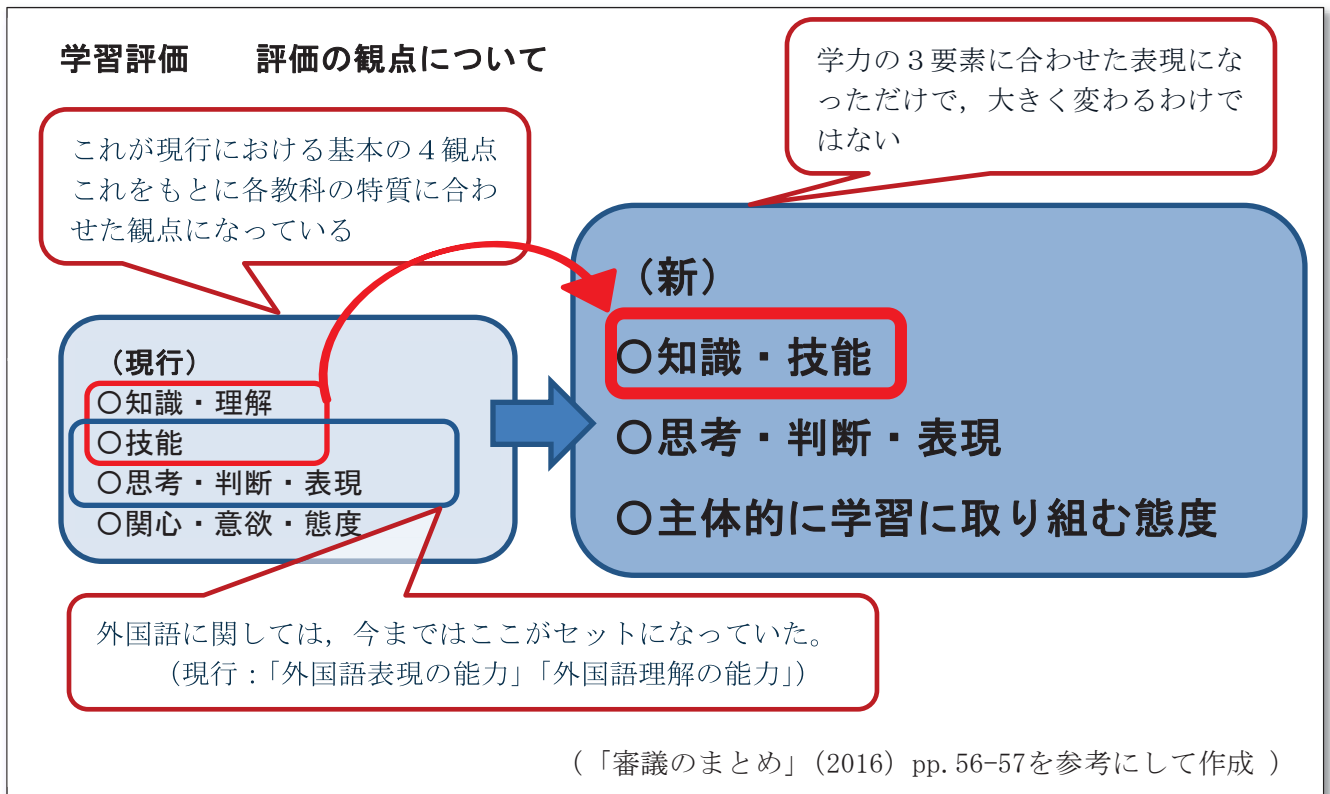 学習評価　　評価の観点について
学力の３要素に合わせた表現にな
っただけで，大きく変わるわけで
はない
これが現行における基本の４観点
これをもとに各教科の特質に合わ
せた観点になっている
（現行）
○知識・理解
○技能
○思考・判断・表現
○関心・意欲・態度
（新）
○知識・技能
○思考・判断・表現
○主体的に学習に取り組む態度
外国語に関しては，今まではここがセットになっていた。
（現行：「外国語表現の能力」「外国語理解の能力」）
（「審議のまとめ」（2016）pp.56-57を参考にして作成 ）